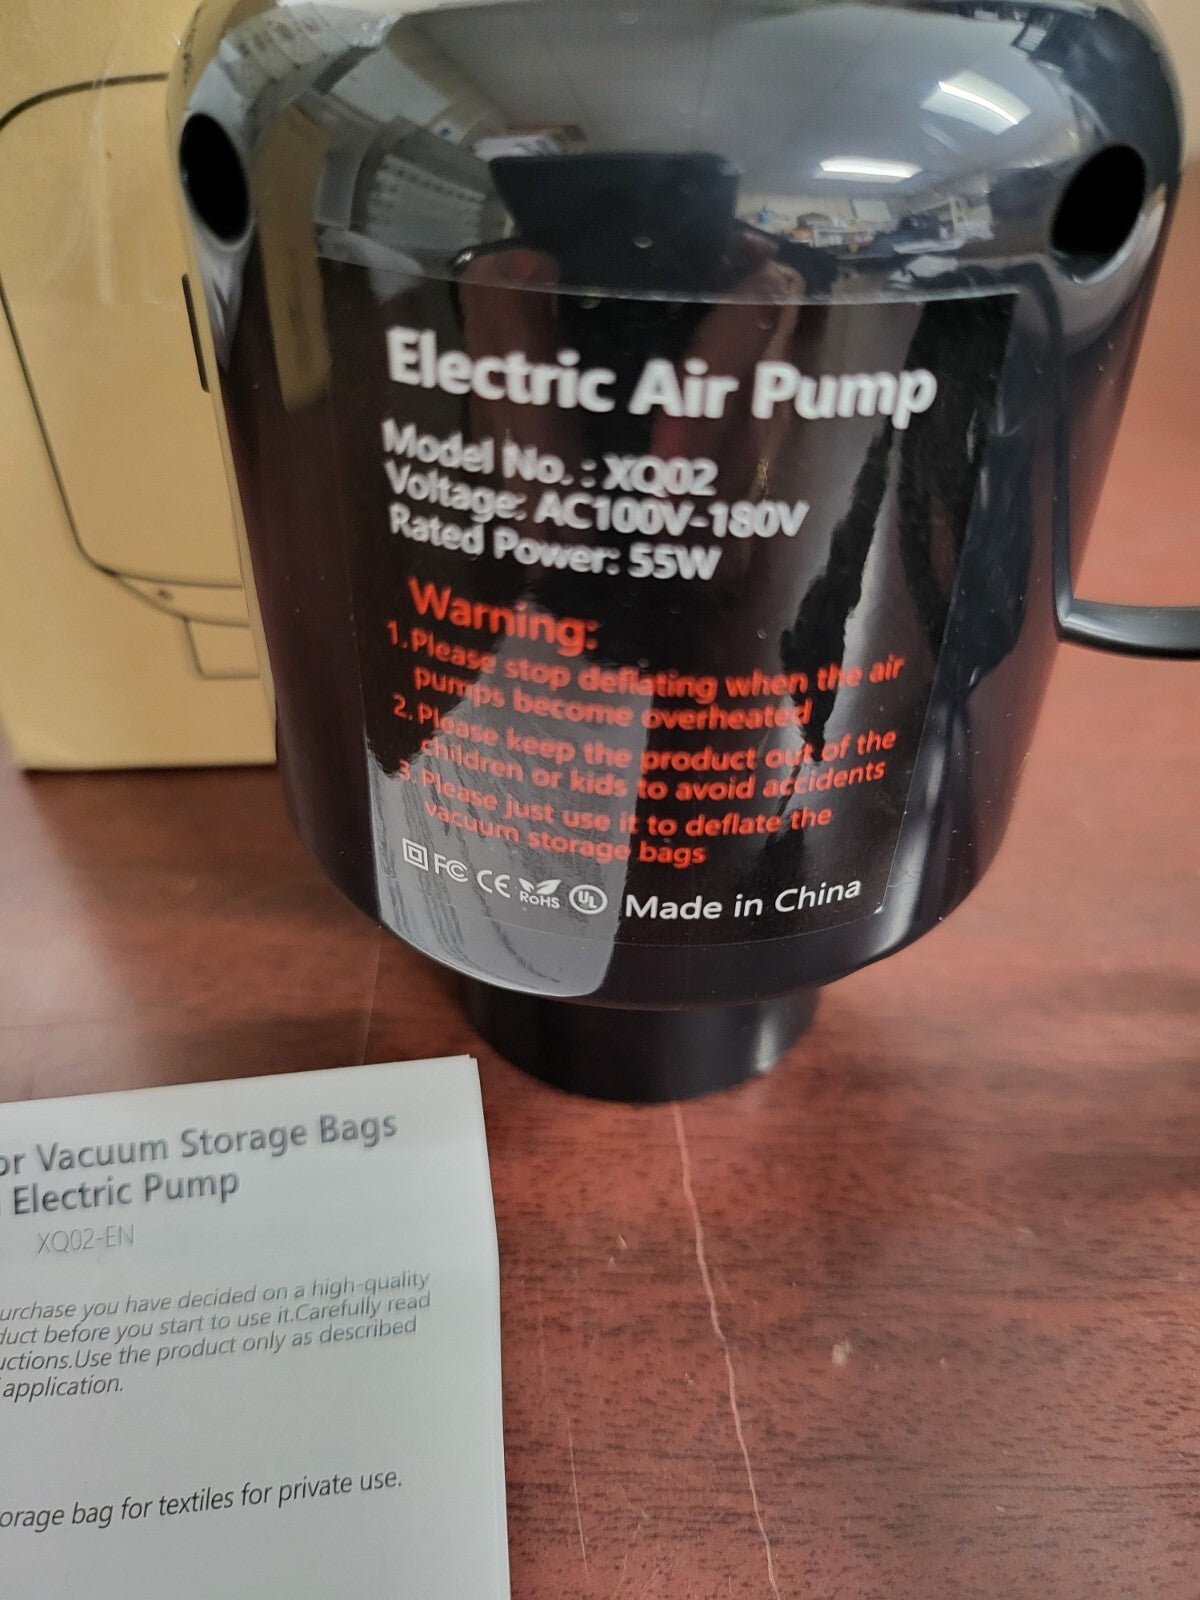 Electric Air Pump
Model No. : XQ02
Voltage: AC100V-180V
Rated Power: 55W
Warning:
1. Please stop deflating when the air
pumps become overheated
2. Please keep the product out of the
children or kids to avoid accidents
3. Please just use it to deflate the
vacuum storage bags
FC CE RoHS UL Made in China
or Vacuum Storage Bags
Electric Pump
XQ02-EN
urchase you have decided on a high-quality
duct before you start to use it.Carefully read
uctions.Use the product only as described
application.
orage bag for textiles for private use.